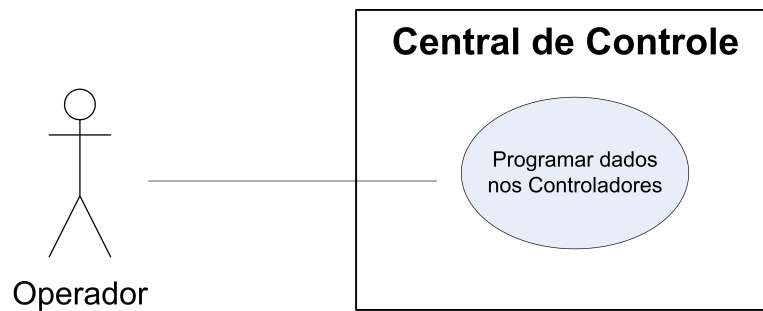 Central de Controle
Programar dados
nos Controladores
Operador